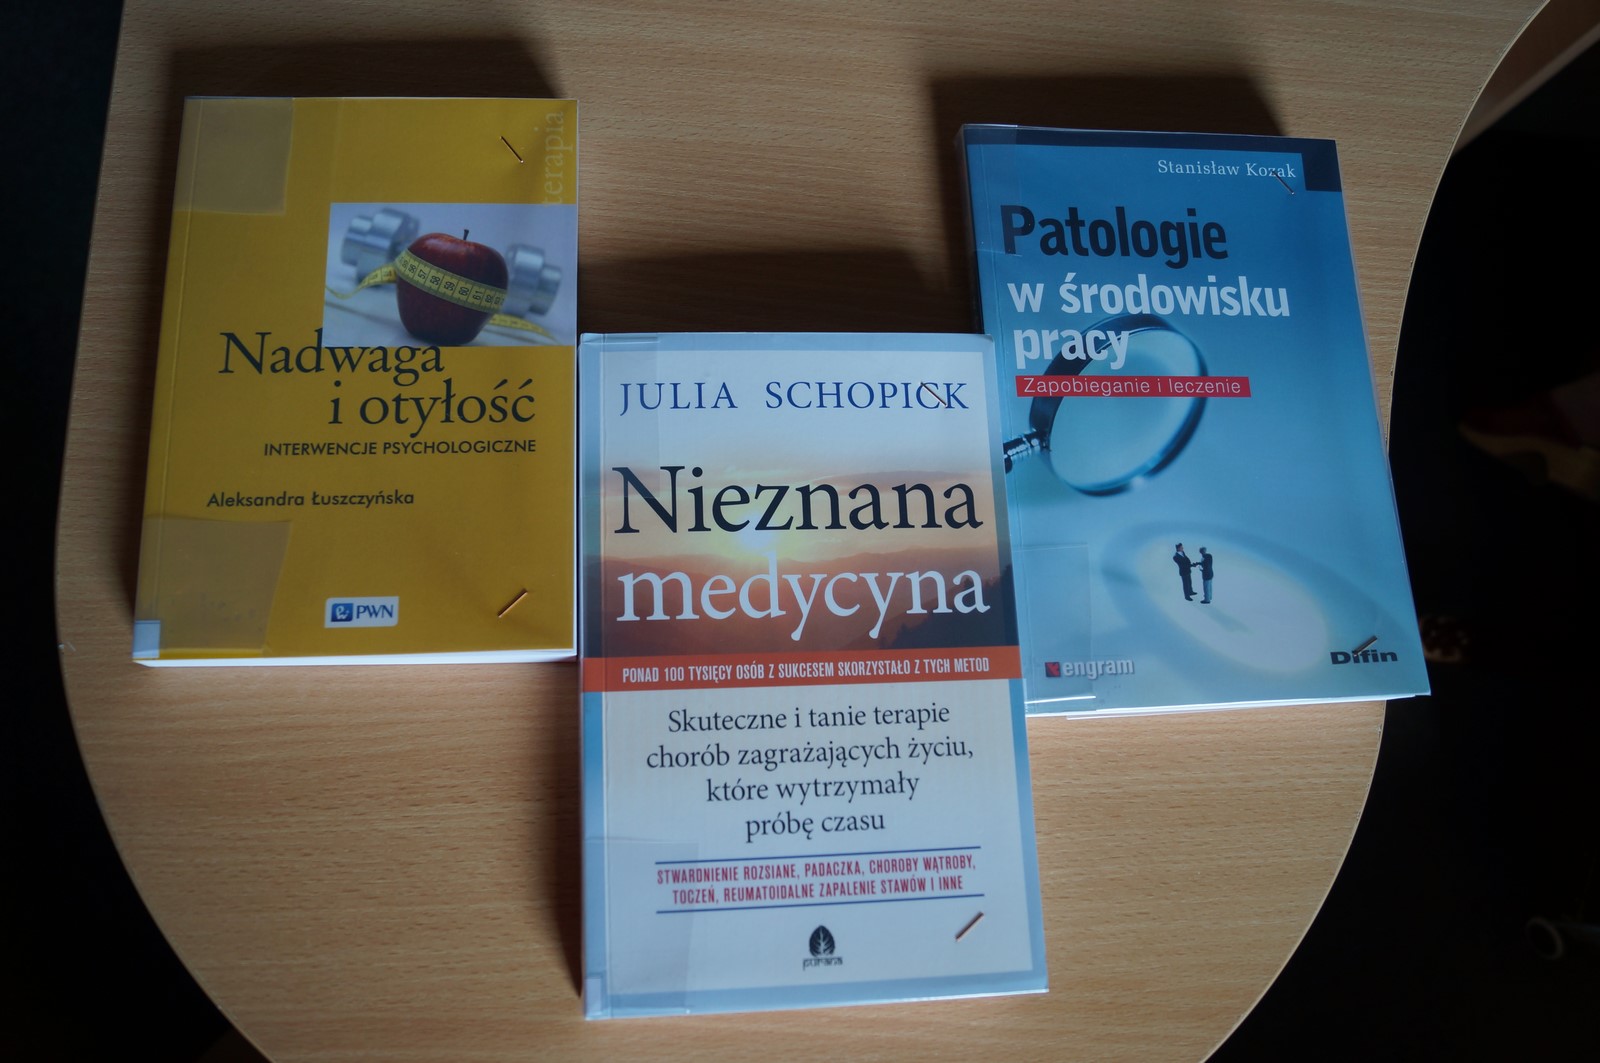 terapia
Nadwaga
i otyłość
INTERWENCJE PSYCHOLOGICZNE
Aleksandra Łuszczyńska
PWN
JULIA SCHOPICK
Nieznana
medycyna
PONAD 100 TYSIĘCY OSÓB Z SUKCESEM SKORZYSTAŁO Z TYCH METOD
Skuteczne i tanie terapie
chorób zagrażających życiu,
które wytrzymały
próbę czasu
STWARDNIENIE ROZSIANE, PADACZKA, CHOROBY WĄTROBY,
TOCZEŃ, REUMATOIDALNE ZAPALENIE STAWÓW I INNE
purana
Stanisław Kozak
Patologie
w środowisku
pracy
Zapobieganie i leczenie
engram
Difin